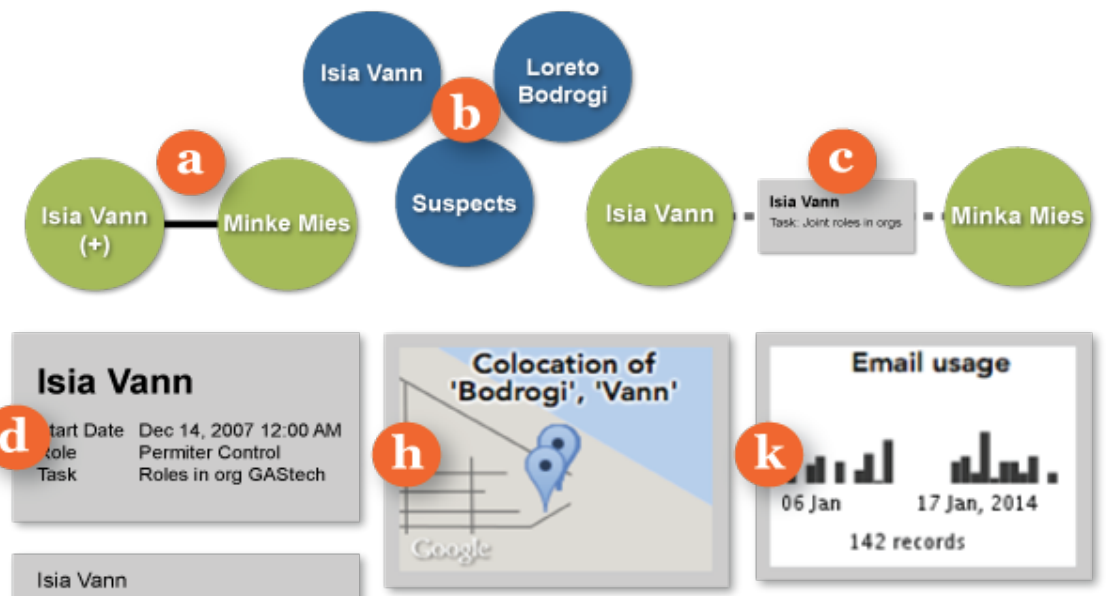 Isia Vann
Loreto
Bodrogi
b
a
c
Suspects
Isia Vann
(+)
Minke Mies
Isia Vann
Isia Vann
Task: Joint roles in orgs
Minka Mies
Isia Vann
d
tart Date Dec 14, 2007 12:00 AM
ole Permiter Control
Task Roles in org GAStech
Isia Vann
Colocation of
'Bodrogi', 'Vann'
h
Google
Email usage
k
06 Jan 17 Jan, 2014
142 records